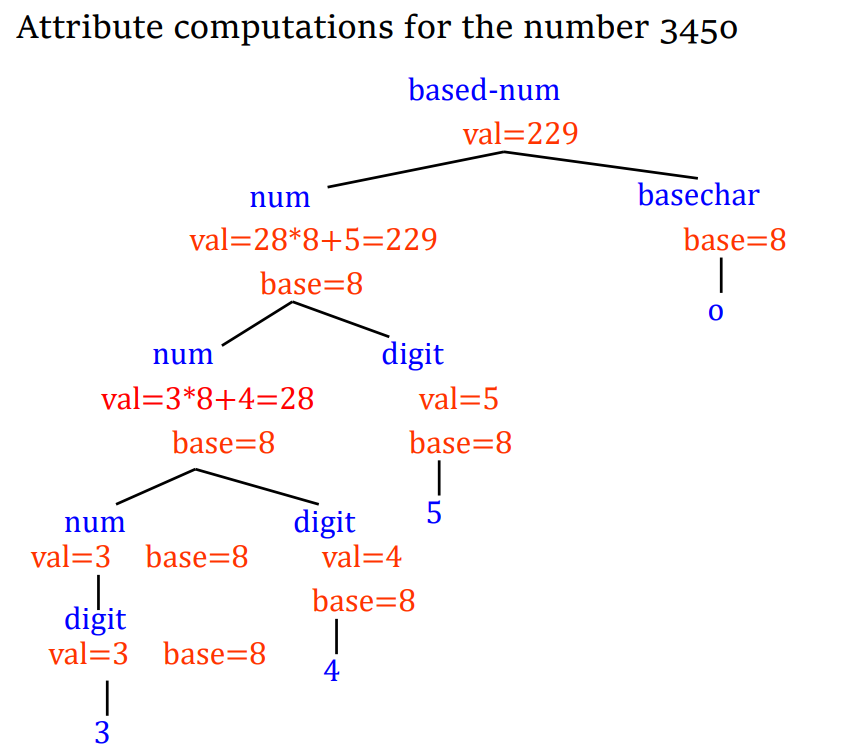 Attribute computations for the number 345o
based-num
val=229
num basechar
val=28*8+5=229 base=8
base=8
o
num digit
val=3*8+4=28 val=5
base=8 base=8
5
num digit
val=3 base=8 val=4
base=8
digit
val=3 base=8
4
3